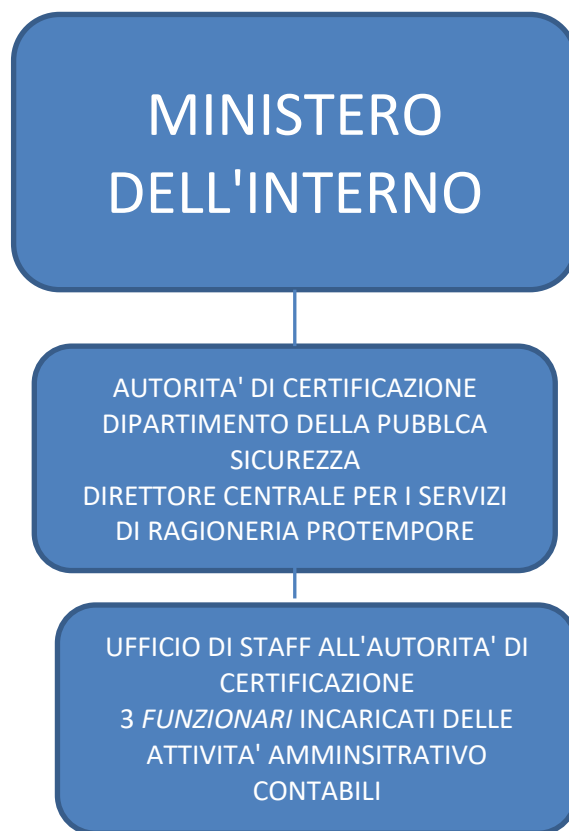 MINISTERO
DELL'INTERNO
AUTORITA' DI CERTIFICAZIONE
DIPARTIMENTO DELLA PUBBLCA
SICUREZZA
DIRETTORE CENTRALE PER I SERVIZI
DI RAGIONERIA PROTEMPORE
UFFICIO DI STAFF ALL'AUTORITA' DI
CERTIFICAZIONE
3 FUNZIONARI INCARICATI DELLE
ATTIVITA' AMMINSITRATIVO
CONTABILI